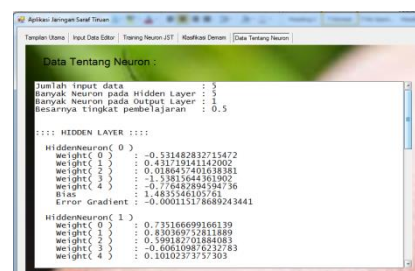 Aplikasi Jaringan Saraf Tiruan
Tampilan Utama Input Data Editor Training Neuron JST Klasifikasi Demam Data Tentang Neuron
Data Tentang Neuron :
Jumlah input data : 5
Banyak Neuron pada Hidden Layer : 5
Banyak Neuron pada Output Layer : 1
Besarnya tingkat pembelajaran : 0.5
:::: HIDDEN LAYER ::::
HiddenNeuron( 0 )
Weight( 0 ) : -0.531482832715472
Weight( 1 ) : 0.431719141142002
Weight( 2 ) : 0.0186457401638381
Weight( 3 ) : -1.53815644361902
Weight( 4 ) : -0.776482894594736
Bias : 1.4835546105761
Error Gradient : -0.000115178689243441
HiddenNeuron( 1 )
Weight( 0 ) : 0.735166699166139
Weight( 1 ) : 0.830369752811889
Weight( 2 ) : 0.599182701884083
Weight( 3 ) : -0.606109876232783
Weight( 4 ) : 0.10102373757303